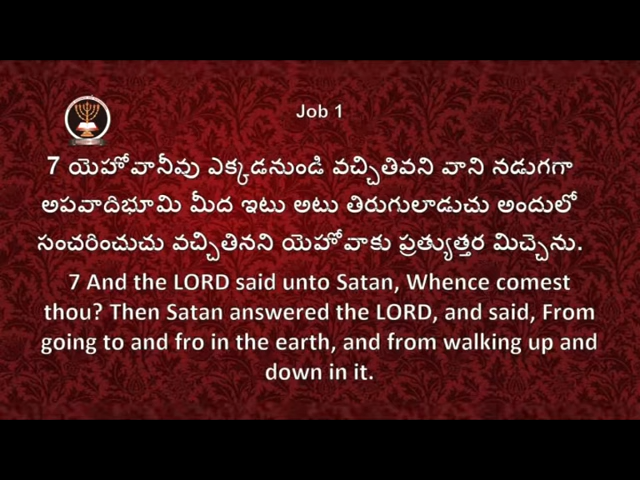 Job 1
7 యెహోవానీవు ఎక్కడనుండి వచ్చితివని వాని నడుగగా
అపవాదిభూమి మీద ఇటు అటు తిరుగులాడుచు అందులో
సంచరించుచు వచ్చితినని యెహోవాకు ప్రత్యుత్తర మిచ్చెను.
7 And the LORD said unto Satan, Whence comest
thou? Then Satan answered the LORD, and said, From
going to and fro in the earth, and from walking up and
down in it.